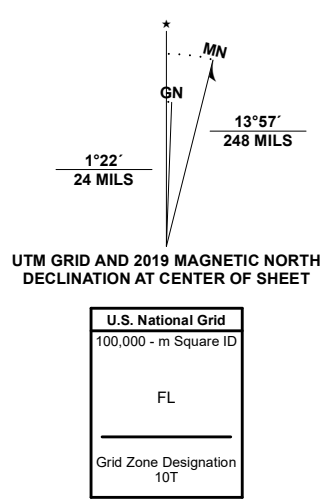 ★
MN
GN
13°57´
248 MILS
1°22´
24 MILS
UTM GRID AND 2019 MAGNETIC NORTH
DECLINATION AT CENTER OF SHEET
U.S. National Grid
100,000 - m Square ID
FL
Grid Zone Designation
10T